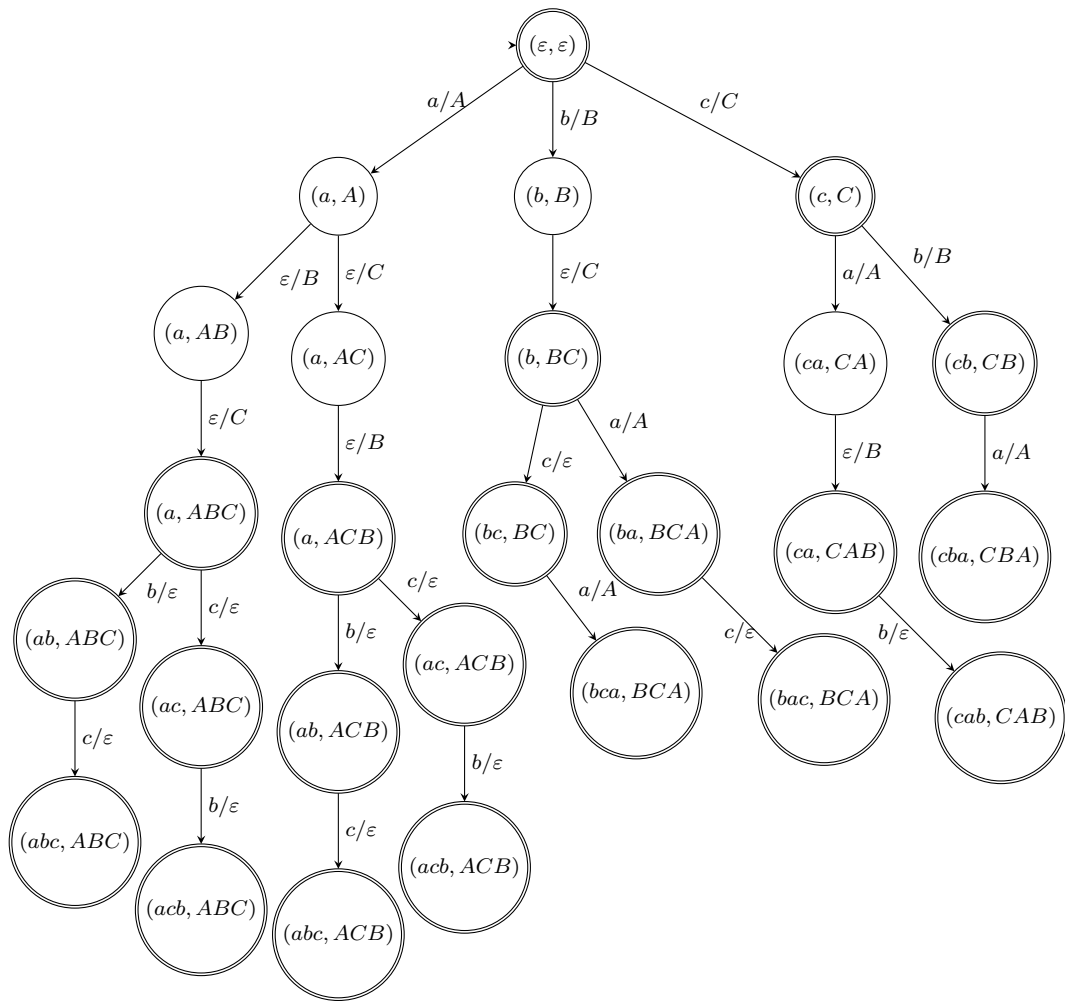 (ε, ε)
a/A
b/B
c/C
(a, A)
(b, B)
(c, C)
ε/B
ε/C
ε/C
a/A
b/B
(a, AB)
(a, AC)
(b, BC)
(ca, CA)
(cb, CB)
ε/C
ε/B
c/ε
a/A
ε/B
a/A
(a, ABC)
(a, ACB)
(bc, BC)
(ba, BCA)
(ca, CAB)
(cba, CBA)
b/ε
c/ε
b/ε
c/ε
a/A
c/ε
b/ε
(ab, ABC)
(ac, ABC)
(ab, ACB)
(ac, ACB)
(bca, BCA)
(bac, BCA)
(cab, CAB)
c/ε
b/ε
c/ε
b/ε
(abc, ABC)
(acb, ABC)
(abc, ACB)
(acb, ACB)